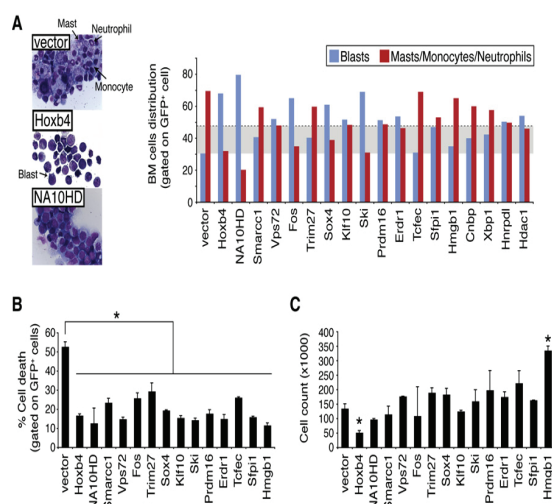 A
Mast
Neutrophil
vector
Monocyte
Hoxb4
Blast
NA10HD
Blasts
Masts/Monocytes/Neutrophils
BM cells distribution
(gated on GFP⁺ cell)
80
60
40
20
0
vector
Hoxb4
NA10HD
Smarcc1
Vps72
Fos
Trim27
Sox4
Klf10
Ski
Prdm16
Erdr1
Tcfec
Sfpi1
Hmgb1
Cnbp
Xbp1
Hnrpdl
Hdac1
B
*
% Cell death
(gated on GFP⁺ cells)
60
50
40
30
20
10
0
vector
Hoxb4
NA10HD
Smarcc1
Vps72
Fos
Trim27
Sox4
Klf10
Ski
Prdm16
Erdr1
Tcfec
Sfpi1
Hmgb1
C
Cell count (x1000)
400
350
300
250
200
150
100
50
0
*
*
vector
Hoxb4
NA10HD
Smarcc1
Vps72
Fos
Trim27
Sox4
Klf10
Ski
Prdm16
Erdr1
Tcfec
Sfpi1
Hmgb1